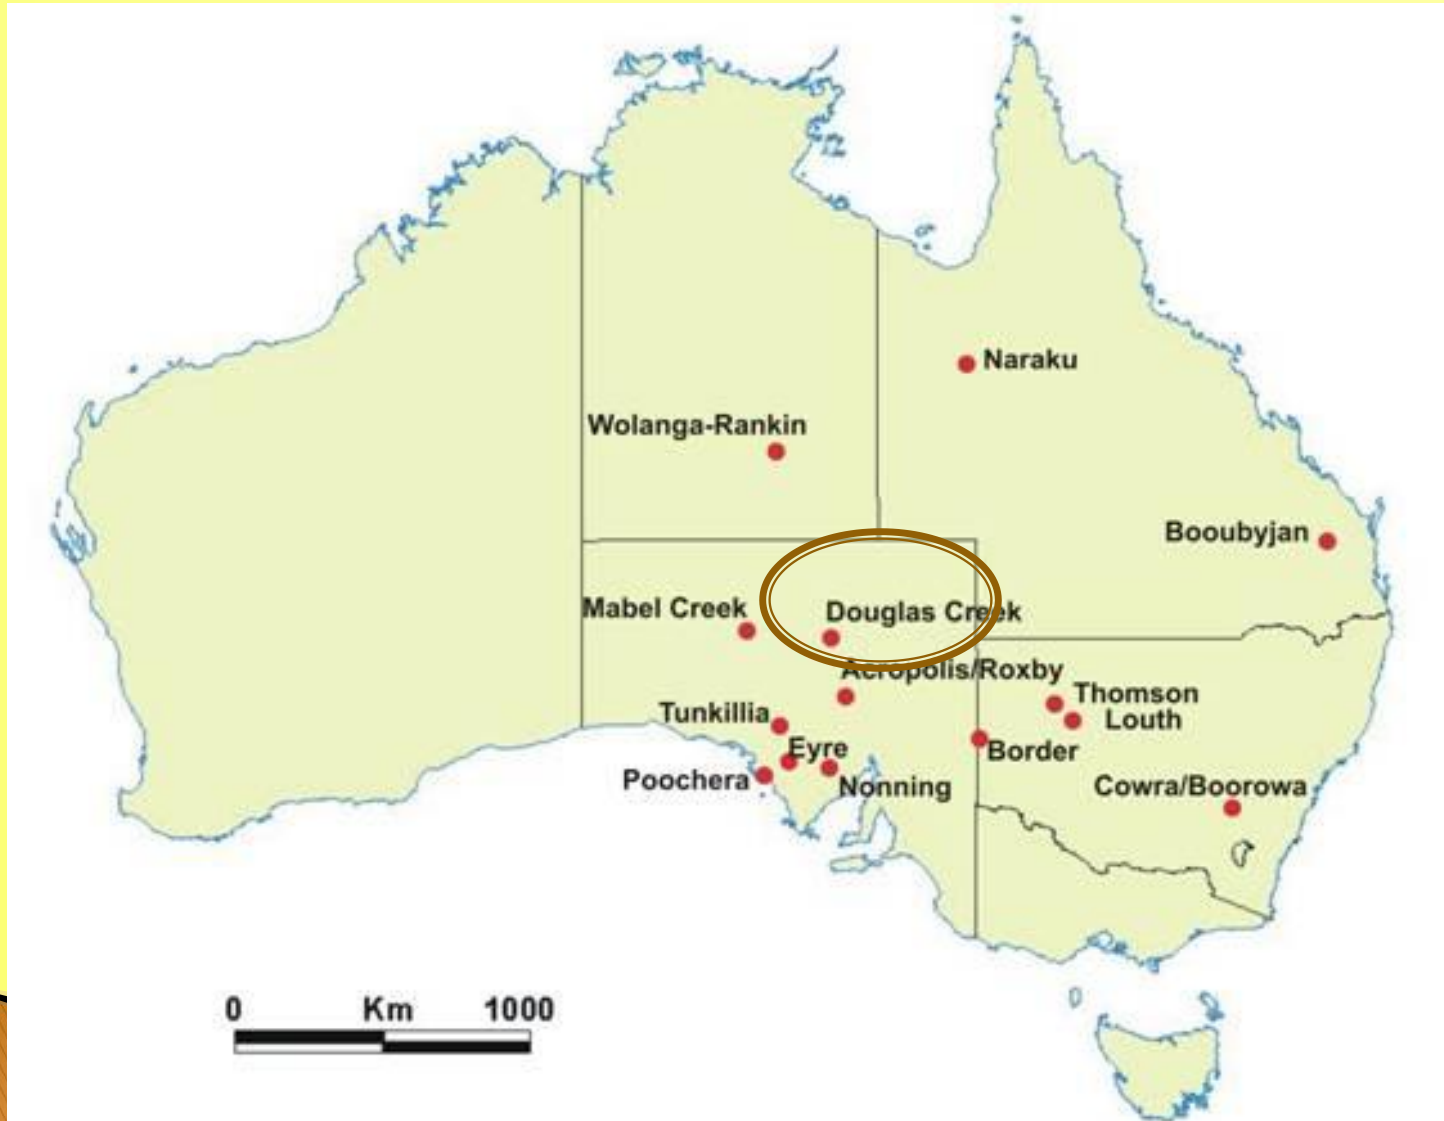 Naraku
Wolanga-Rankin
Booubyjan
Mabel Creek
Douglas Creek
Acropolis/Roxby
Thomson
Tunkillia
Louth
Eyre
Border
Poochera
Nonning
Cowra/Boorowa
0 Km 1000